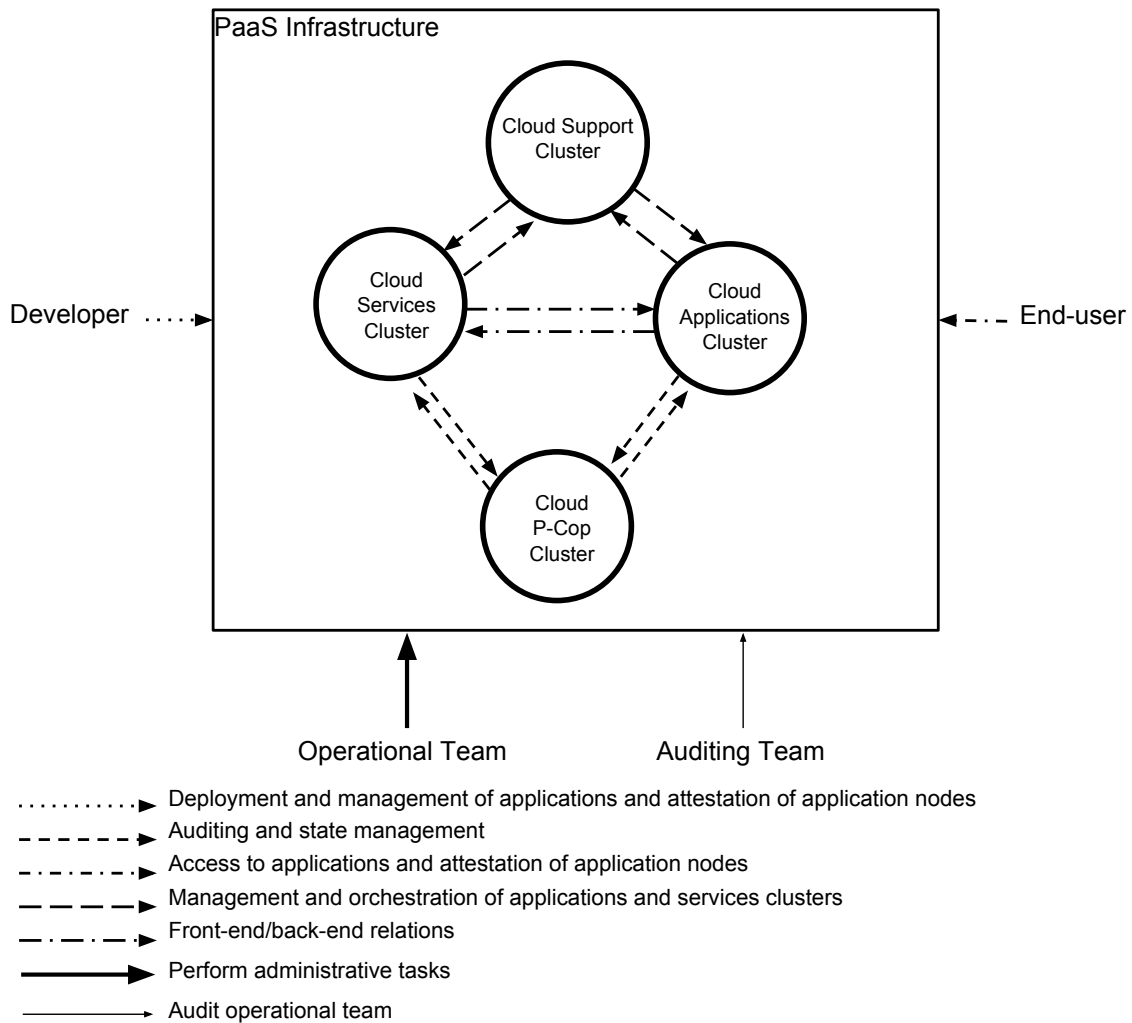 PaaS Infrastructure
Cloud Support
Cluster
Cloud
Services
Cluster
Cloud
Applications
Cluster
Developer
End-user
Cloud
P-Cop
Cluster
Operational Team
Auditing Team
Deployment and management of applications and attestation of application nodes
Auditing and state management
Access to applications and attestation of application nodes
Management and orchestration of applications and services clusters
Front-end/back-end relations
Perform administrative tasks
Audit operational team